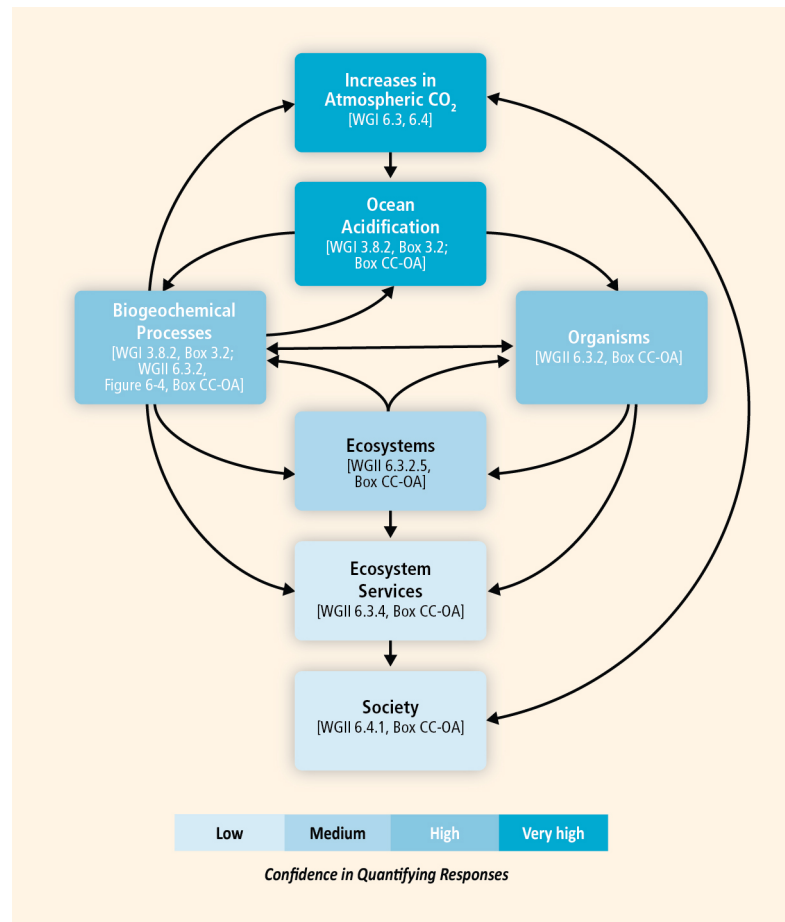 Increases in
Atmospheric CO₂
[WGI 6.3, 6.4]
Ocean
Acidification
[WGI 3.8.2, Box 3.2;
Box CC-OA]
Biogeochemical
Processes
[WGI 3.8.2, Box 3.2;
WGII 6.3.2,
Figure 6-4, Box CC-OA]
Organisms
[WGII 6.3.2, Box CC-OA]
Ecosystems
[WGII 6.3.2.5,
Box CC-OA]
Ecosystem
Services
[WGII 6.3.4, Box CC-OA]
Society
[WGII 6.4.1, Box CC-OA]
Low Medium High Very high
Confidence in Quantifying Responses